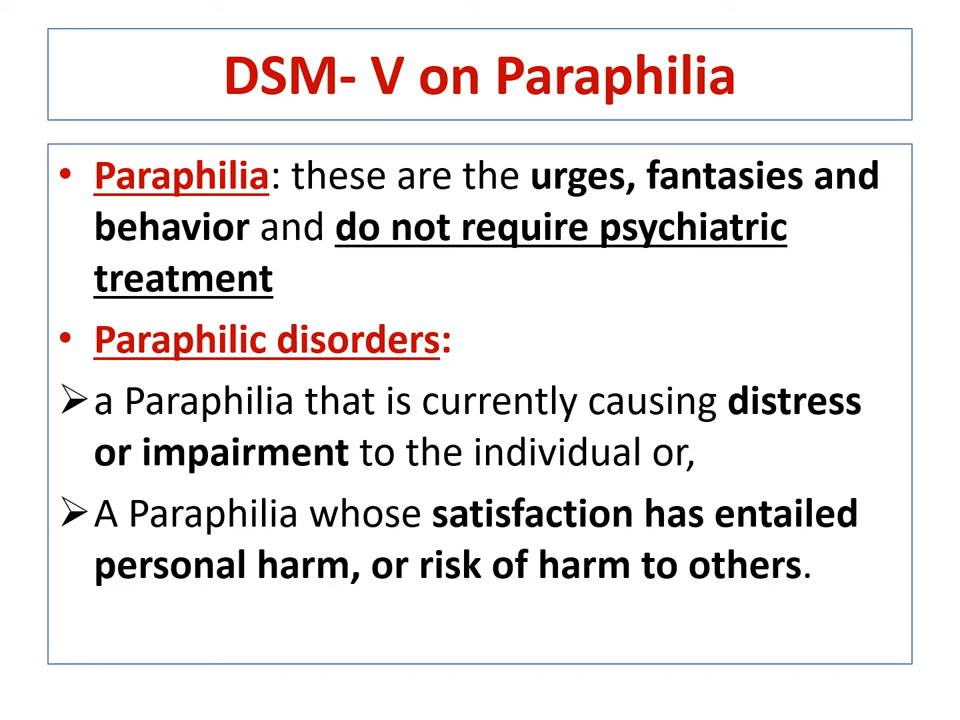 DSM- V on Paraphilia
• Paraphilia: these are the urges, fantasies and
behavior and do not require psychiatric
treatment
• Paraphilic disorders:
➢ a Paraphilia that is currently causing distress
or impairment to the individual or,
➢ A Paraphilia whose satisfaction has entailed
personal harm, or risk of harm to others.